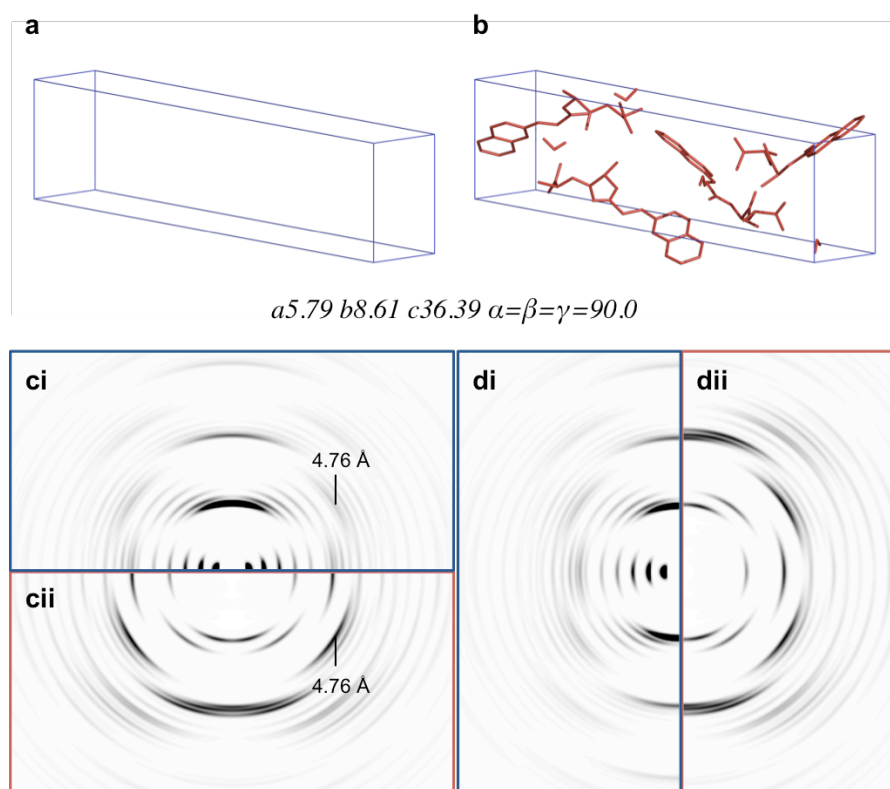 a
b
a5.79 b8.61 c36.39 α=β=γ=90.0
ci
di
dii
4.76 Å
cii
4.76 Å